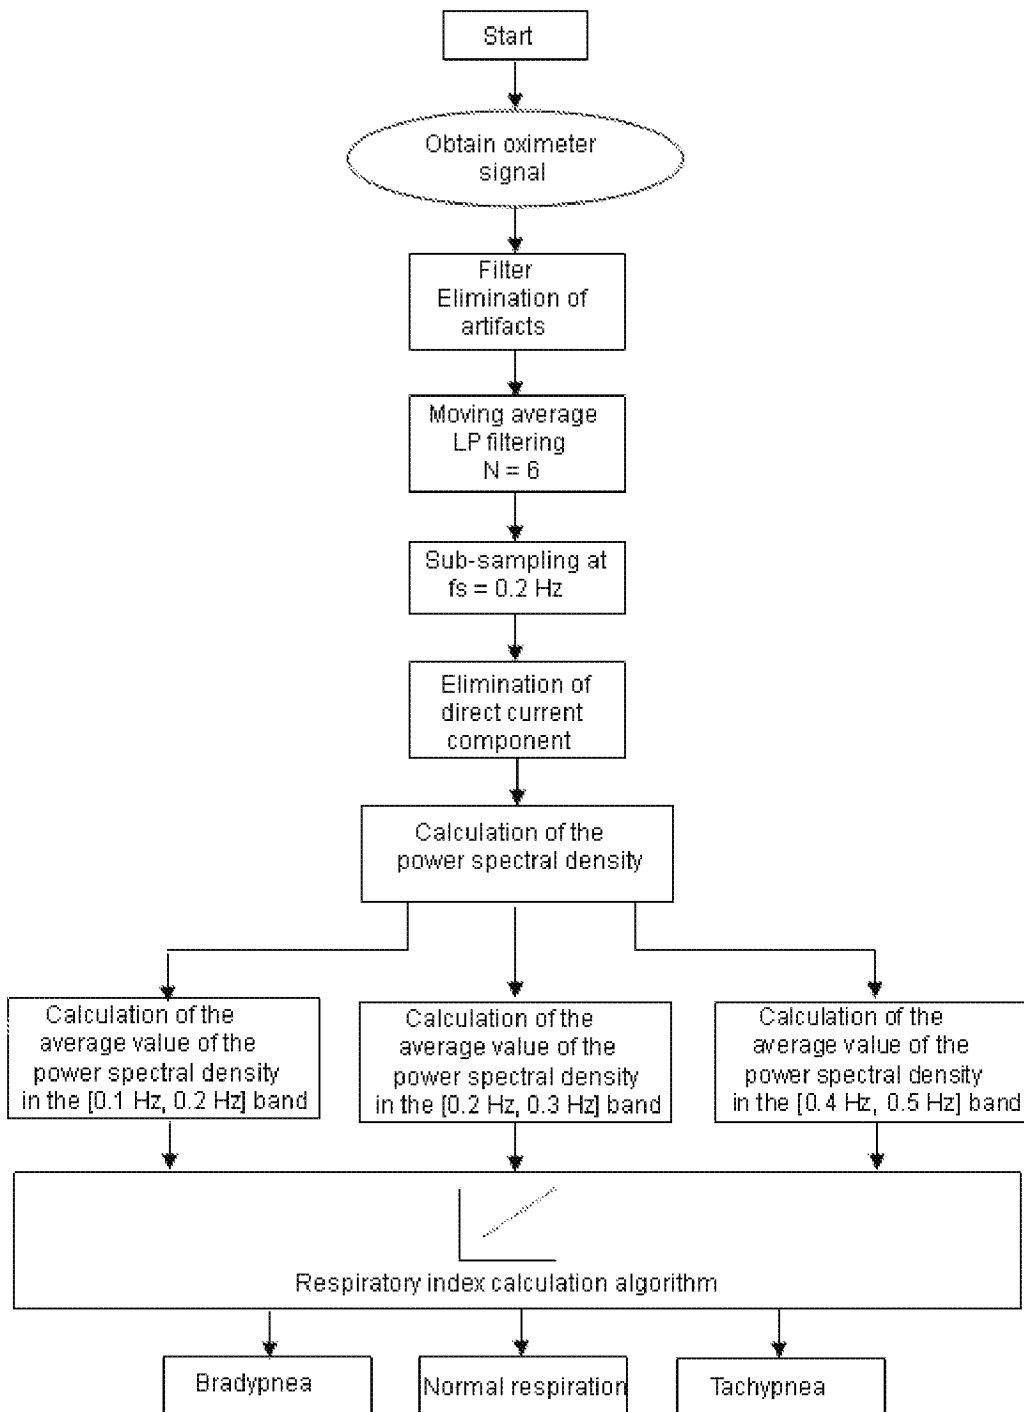 Start
Obtain oximeter
signal
Filter
Elimination of
artifacts
Moving average
LP filtering
N = 6
Sub-sampling at
fs = 0.2 Hz
Elimination of
direct current
component
Calculation of the
power spectral density
Calculation of the
average value of the
power spectral density
in the [0.1 Hz, 0.2 Hz] band
Calculation of the
average value of the
power spectral density
in the [0.2 Hz, 0.3 Hz] band
Calculation of the
average value of the
power spectral density
in the [0.4 Hz, 0.5 Hz] band
Respiratory index calculation algorithm
Bradypnea
Normal respiration
Tachypnea